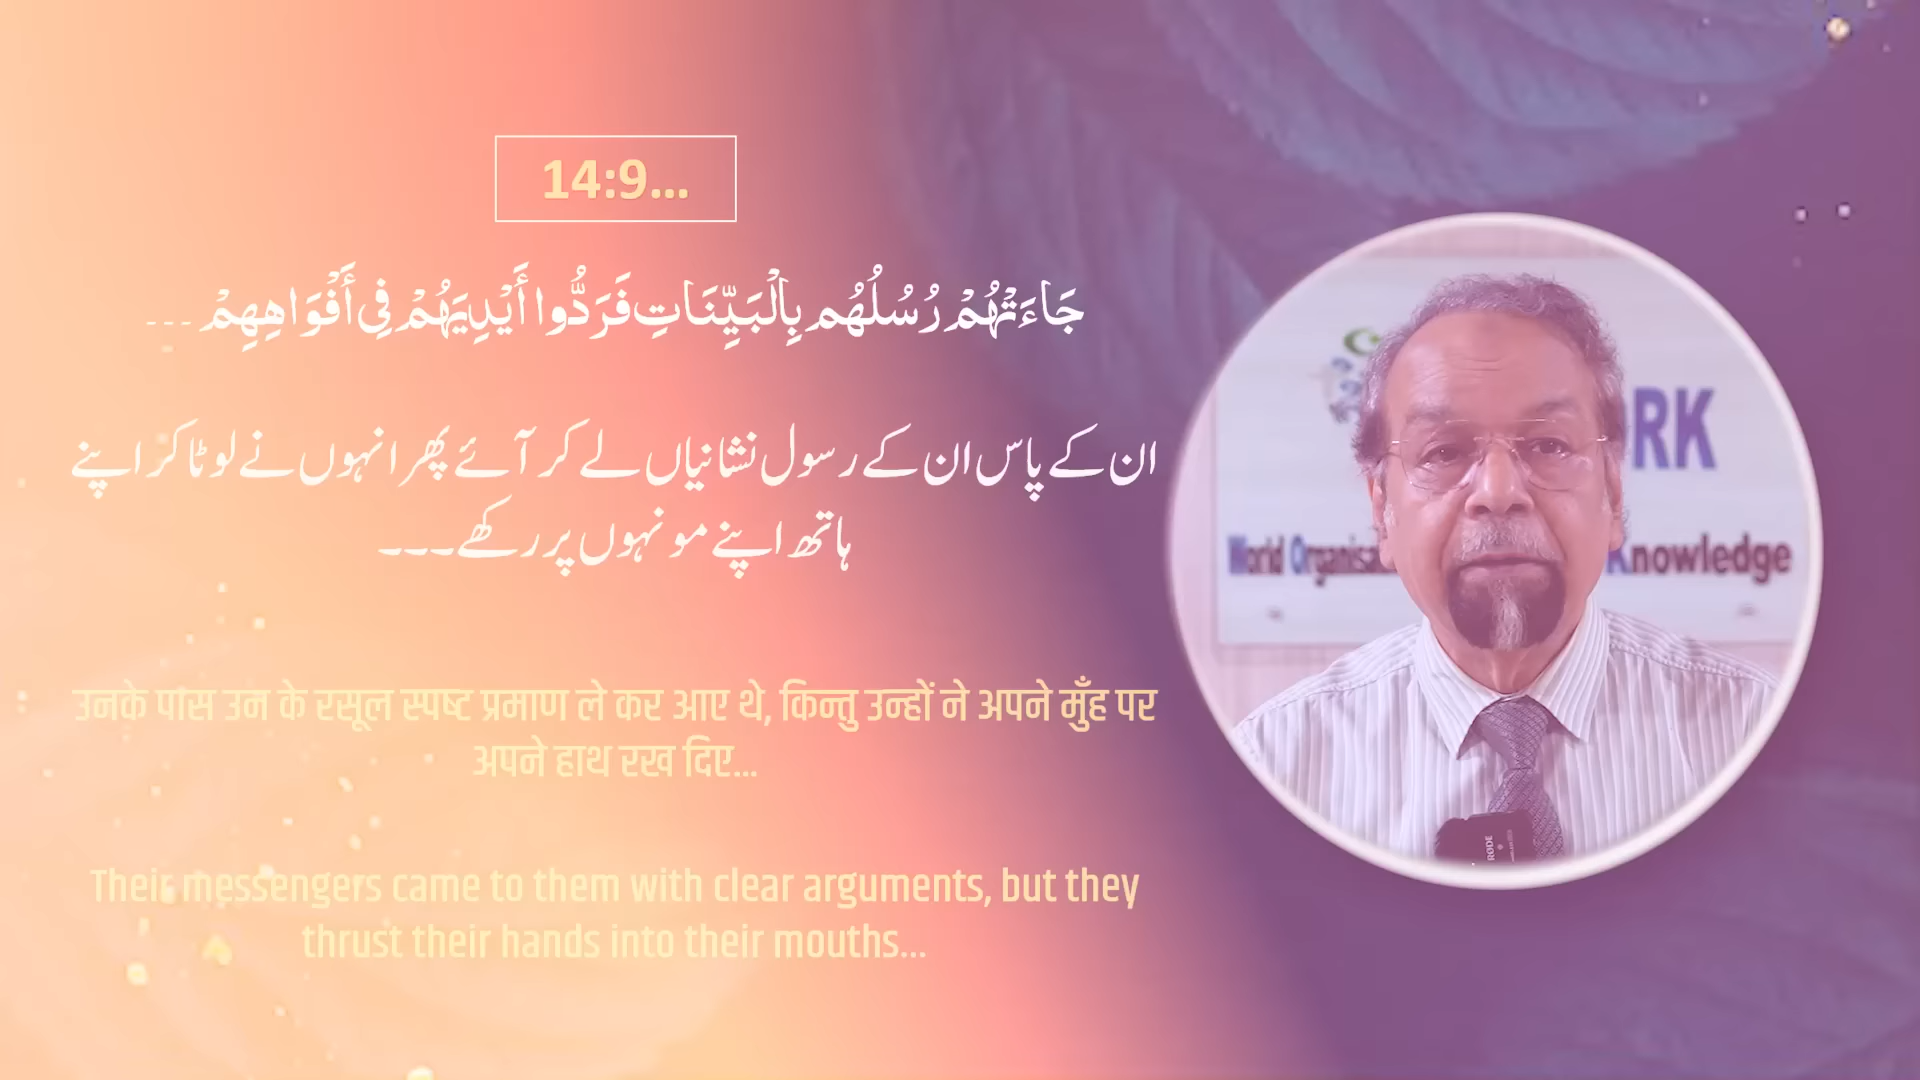 14:9...
جَاءَتْهُمْ رُسُلُهُم بِالْبَيِّنَاتِ فَرَدُّوا أَيْدِيَهُمْ فِي أَفْوَاهِهِمْ ---
ان کے پاس ان کے رسول نشانیاں لے کر آئے پھر انہوں نے لوٹا کر اپنے
ہاتھ اپنے مونہوں پر رکھے ---
उनके पास उन के रसूल स्पष्ट प्रमाण ले कर आए थे, किन्तु उन्हों ने अपने मुँह पर
अपने हाथ रख दिए...
Their messengers came to them with clear arguments, but they
thrust their hands into their mouths...
RK
World Organisa
Knowledge
RØDE